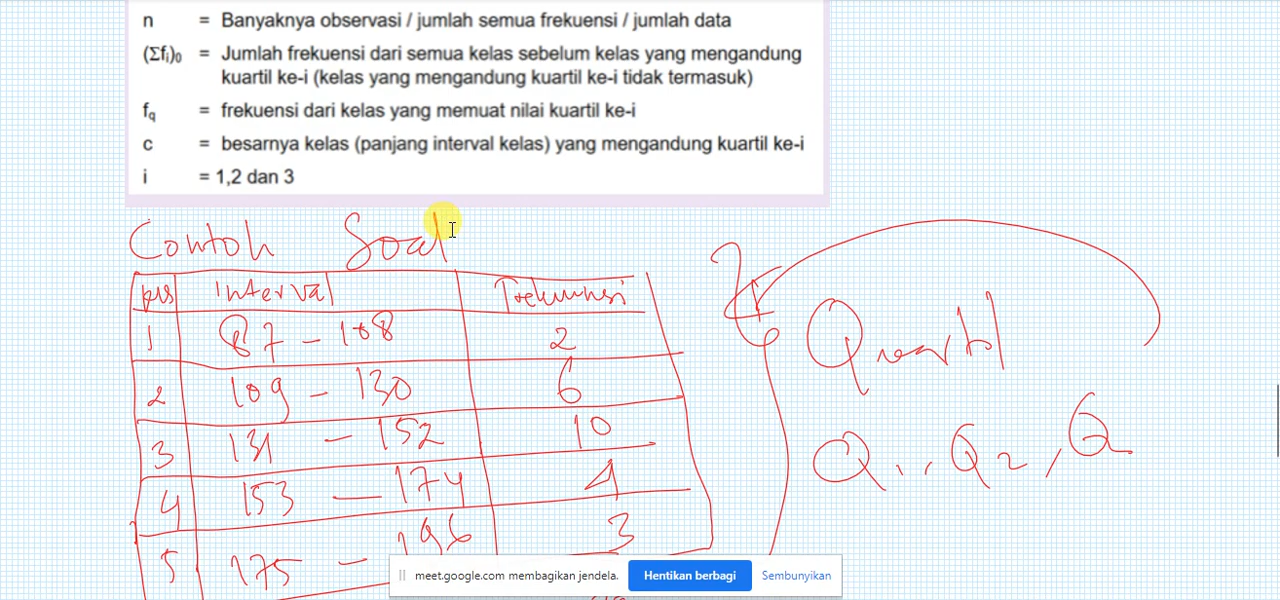 n = Banyaknya observasi / jumlah semua frekuensi / jumlah data
(Σfᵢ)₀ = Jumlah frekuensi dari semua kelas sebelum kelas yang mengandung
kuartil ke-i (kelas yang mengandung kuartil ke-i tidak termasuk)
f_q = frekuensi dari kelas yang memuat nilai kuartil ke-i
c = besarnya kelas (panjang interval kelas) yang mengandung kuartil ke-i
i = 1,2 dan 3
Contoh Soal
Interval
1 87 - 108 2
2 109 - 130 6
3 131 - 152 10
4 153 - 174 4
5 175 - 196 3
Q₁, Q₂, Q
meet.google.com membagikan jendela. Hentikan berbagi Sembunyikan